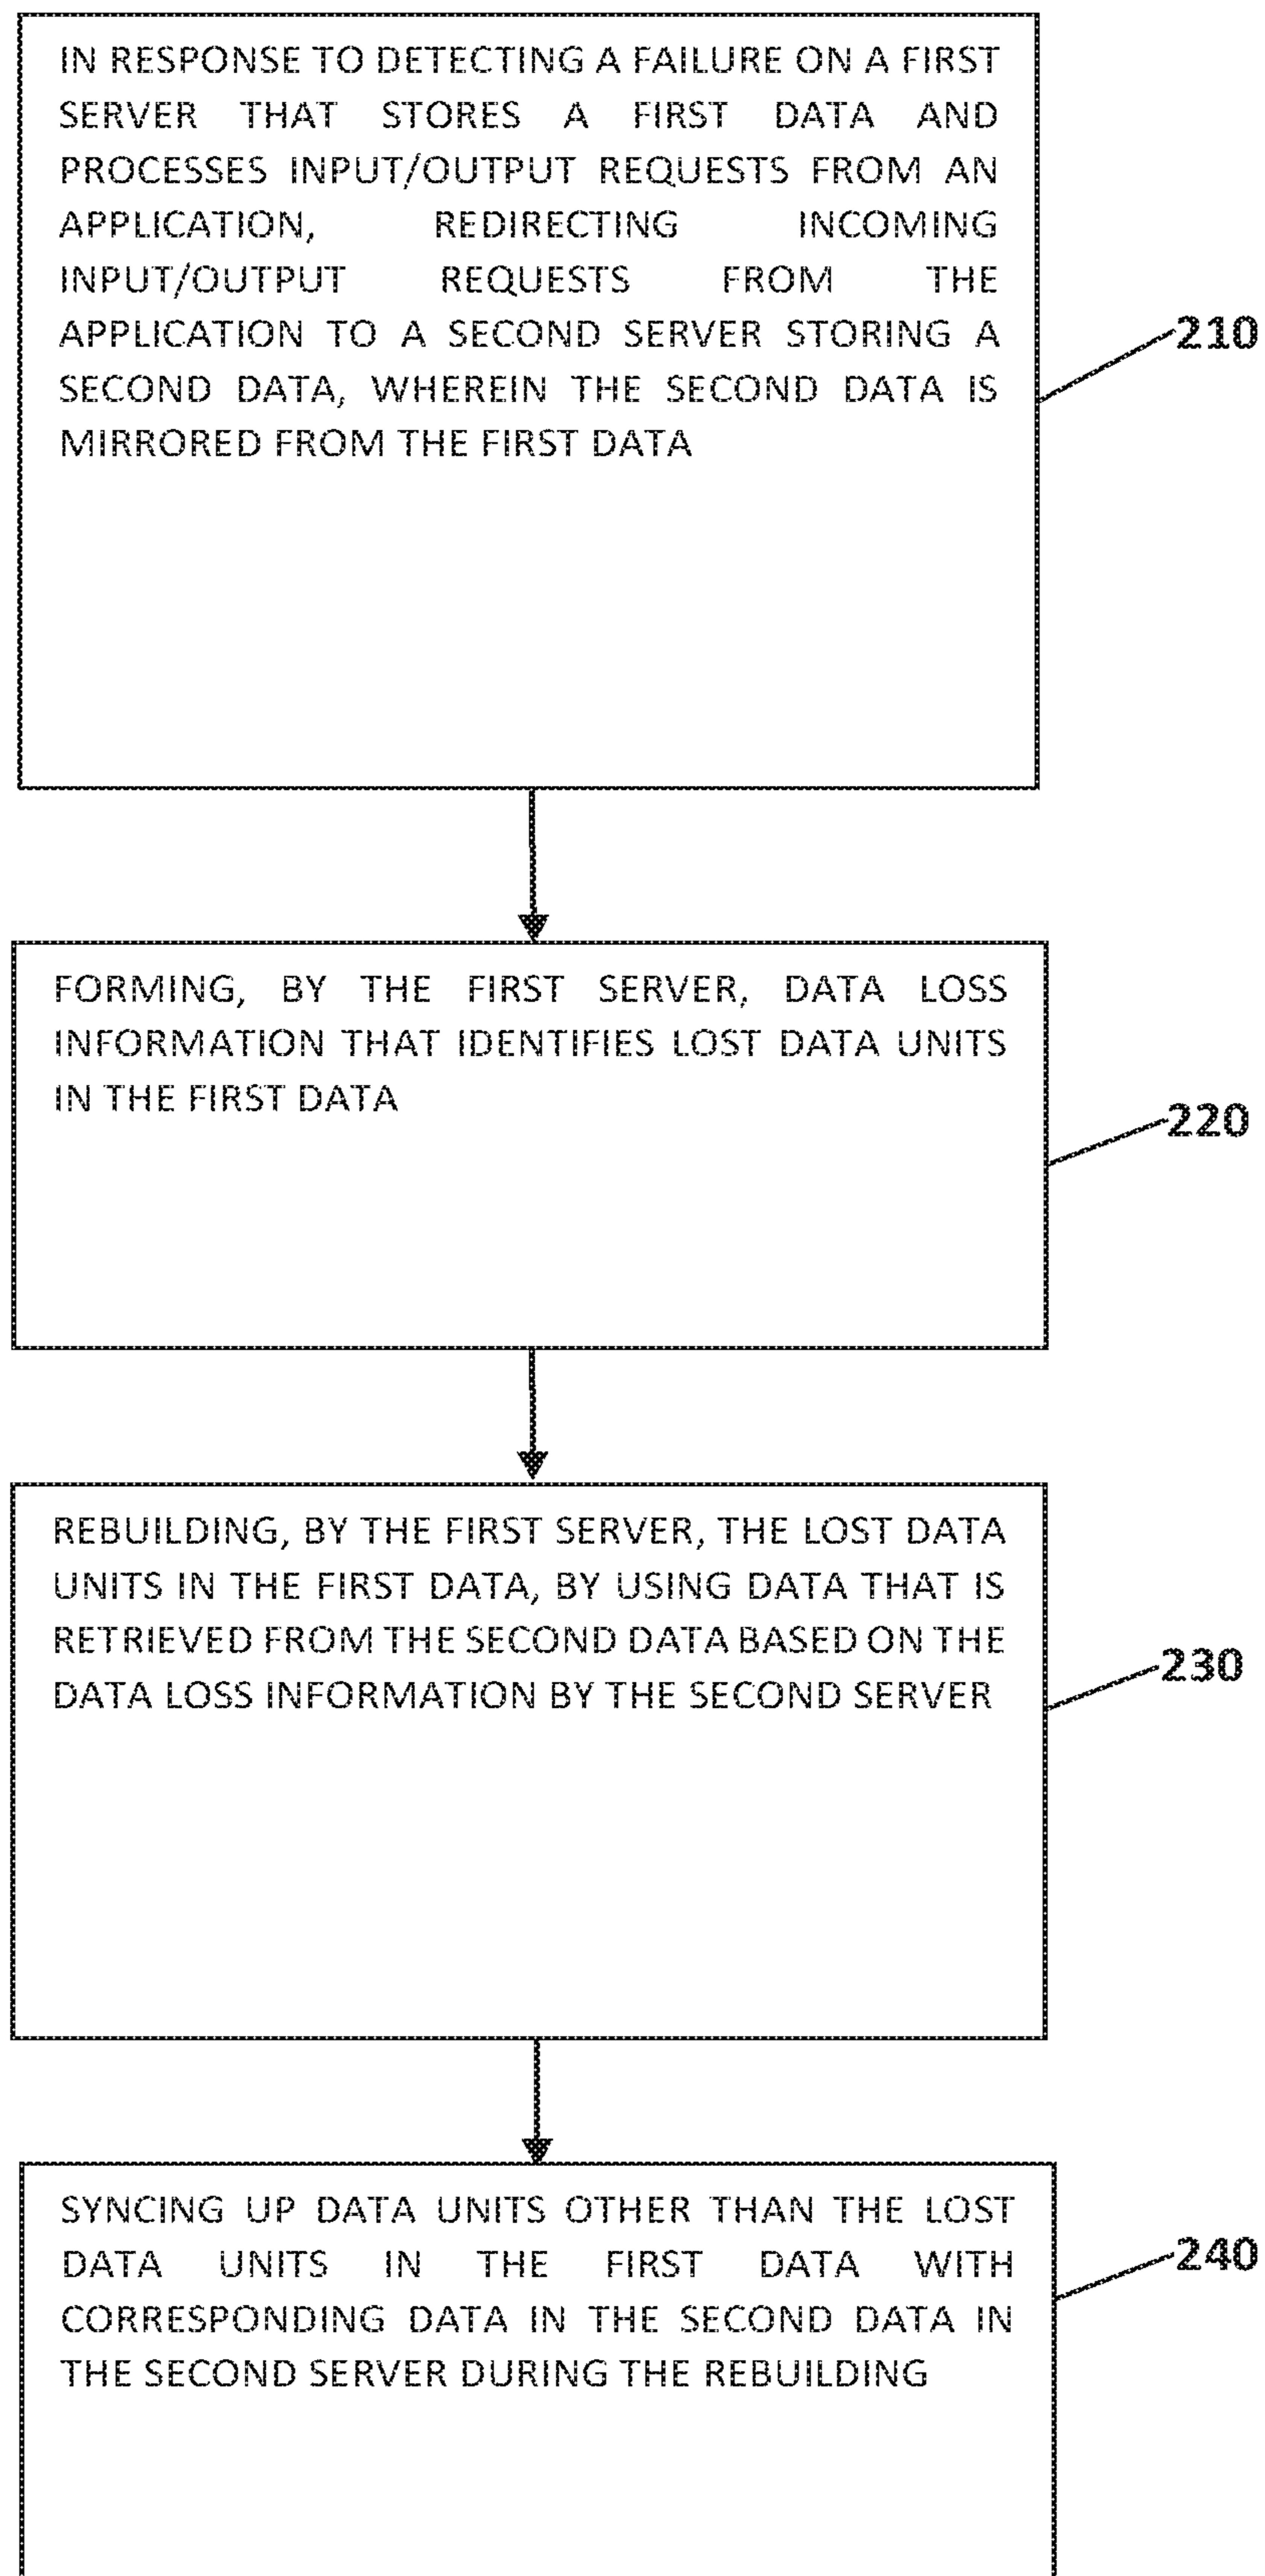 IN RESPONSE TO DETECTING A FAILURE ON A FIRST
SERVER THAT STORES A FIRST DATA AND
PROCESSES INPUT/OUTPUT REQUESTS FROM AN
APPLICATION, REDIRECTING INCOMING
INPUT/OUTPUT REQUESTS FROM THE
APPLICATION TO A SECOND SERVER STORING A
SECOND DATA, WHEREIN THE SECOND DATA IS
MIRRORED FROM THE FIRST DATA
210
FORMING, BY THE FIRST SERVER, DATA LOSS
INFORMATION THAT IDENTIFIES LOST DATA UNITS
IN THE FIRST DATA
220
REBUILDING, BY THE FIRST SERVER, THE LOST DATA
UNITS IN THE FIRST DATA, BY USING DATA THAT IS
RETRIEVED FROM THE SECOND DATA BASED ON THE
DATA LOSS INFORMATION BY THE SECOND SERVER
230
SYNCING UP DATA UNITS OTHER THAN THE LOST
DATA UNITS IN THE FIRST DATA WITH
CORRESPONDING DATA IN THE SECOND DATA IN
THE SECOND SERVER DURING THE REBUILDING
240